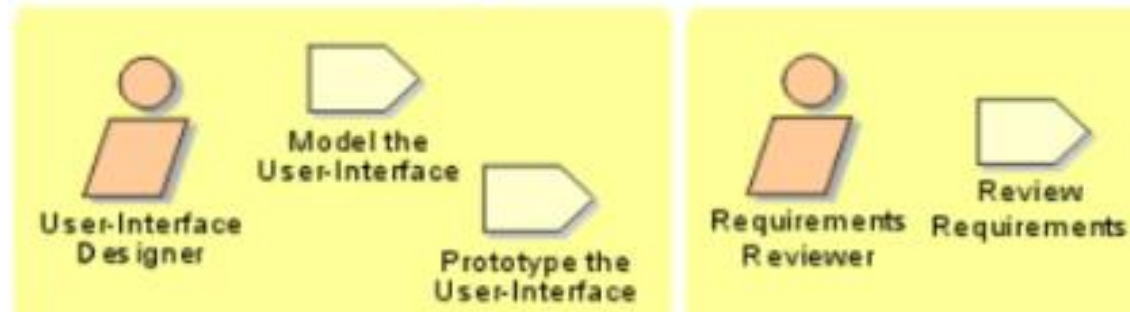 Model the
User-Interface
User-Interface
Designer
Prototype the
User-Interface
Requirements
Reviewer
Review
Requirements